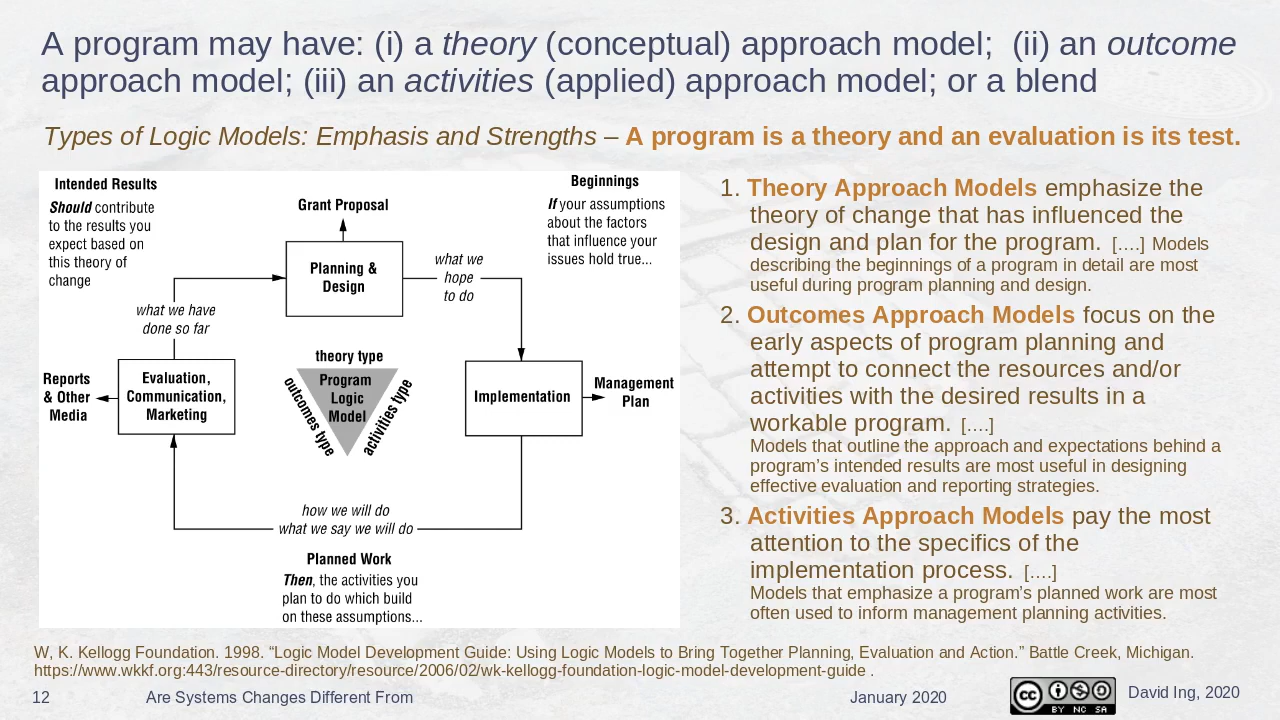 A program may have: (i) a theory (conceptual) approach model;  (ii) an outcome
approach model; (iii) an activities (applied) approach model; or a blend
Types of Logic Models: Emphasis and Strengths – A program is a theory and an evaluation is its test.
Intended Results
Should contribute
to the results you
expect based on
this theory of
change
Grant Proposal
Beginnings
If your assumptions
about the factors
that influence your
issues hold true...
Planning &
Design
what we
hope
to do
what we have
done so far
Reports
& Other
Media
Evaluation,
Communication,
Marketing
theory type
outcomes type
Program
Logic
Model
activities type
Implementation
Management
Plan
how we will do
what we say we will do
Planned Work
Then, the activities you
plan to do which build
on these assumptions...
1. Theory Approach Models emphasize the
theory of change that has influenced the
design and plan for the program. [....] Models
describing the beginnings of a program in detail are most
useful during program planning and design.
2. Outcomes Approach Models focus on the
early aspects of program planning and
attempt to connect the resources and/or
activities with the desired results in a
workable program. [....]
Models that outline the approach and expectations behind a
program's intended results are most useful in designing
effective evaluation and reporting strategies.
3. Activities Approach Models pay the most
attention to the specifics of the
implementation process. [....]
Models that emphasize a program's planned work are most
often used to inform management planning activities.
W, K. Kellogg Foundation. 1998. “Logic Model Development Guide: Using Logic Models to Bring Together Planning, Evaluation and Action.” Battle Creek, Michigan.
https://www.wkkf.org:443/resource-directory/resource/2006/02/wk-kellogg-foundation-logic-model-development-guide .
12
Are Systems Changes Different From
January 2020
cc
BY NC SA
David Ing, 2020